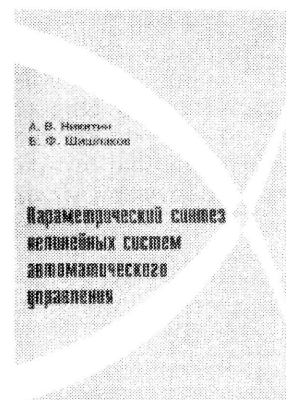 А. В. Никитин
В. Ф. Шишлаков
Параметрический синтез
нелинейных систем
автоматического
управления